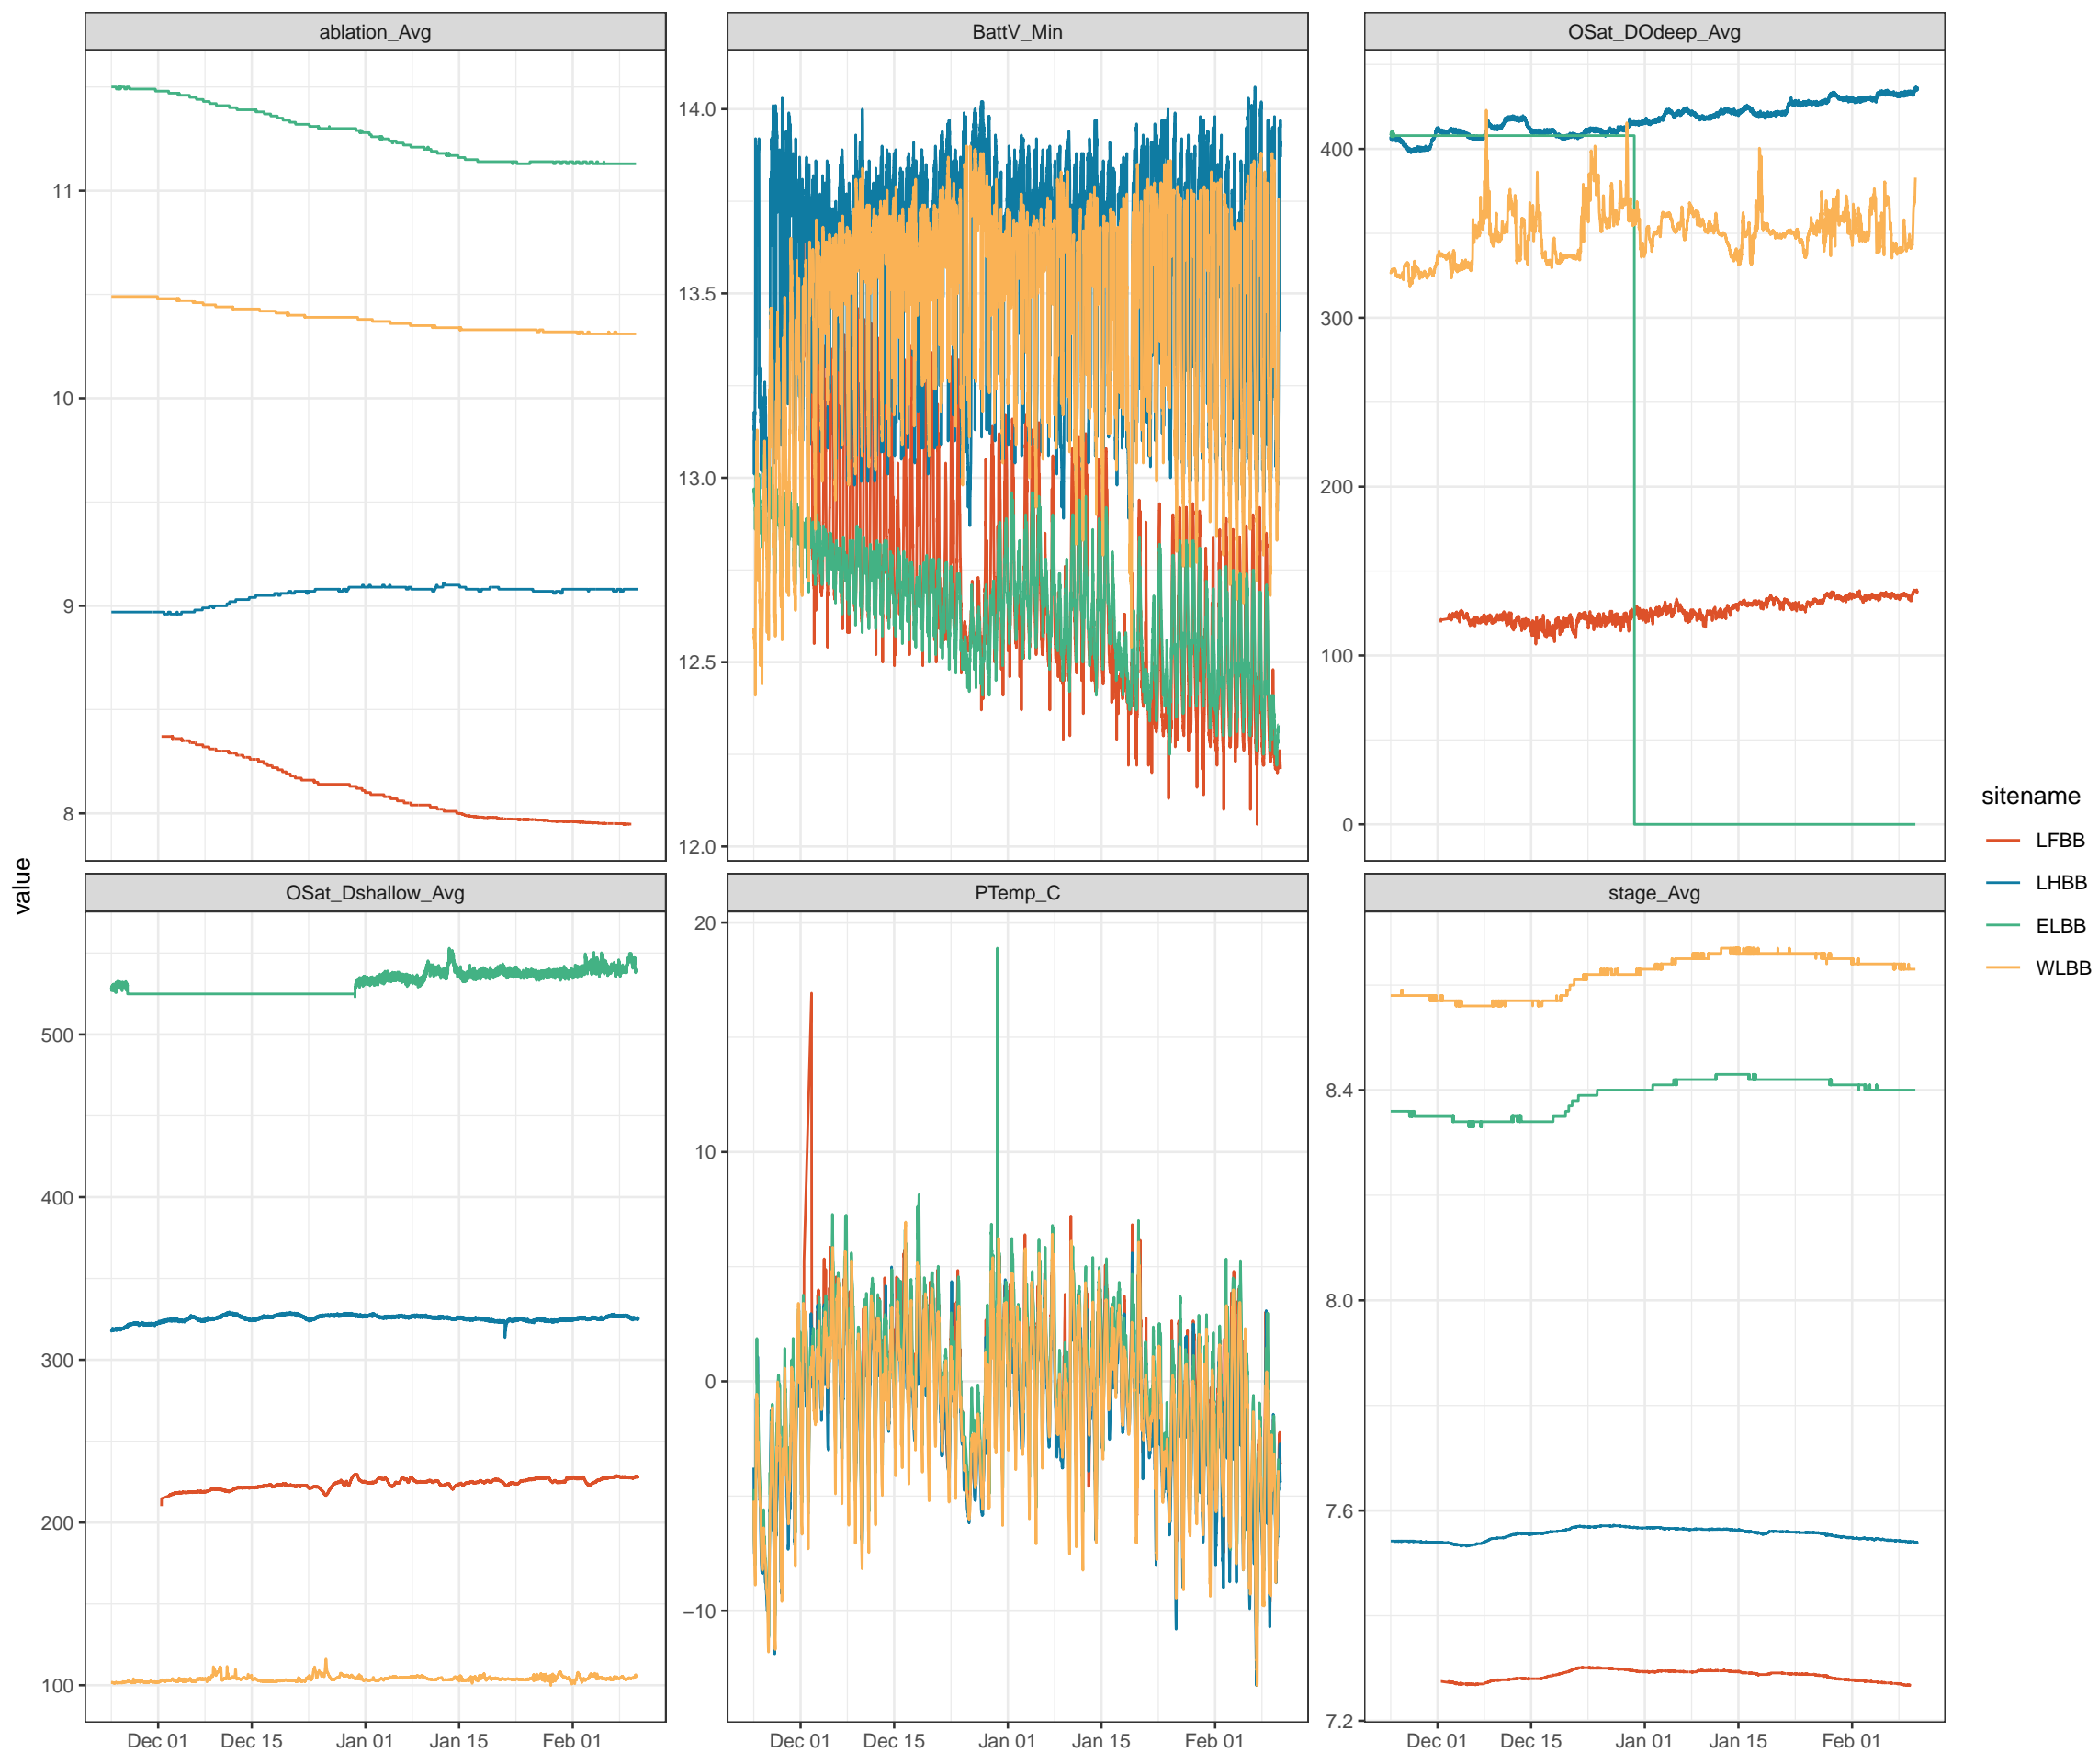 ablation_Avg
BattV_Min
OSat_DOdeep_Avg
11
10
9
8
14.0
13.5
13.0
12.5
12.0
400
300
200
100
0
value
OSat_Dshallow_Avg
PTemp_C
stage_Avg
500
400
300
200
100
20
10
0
−10
8.4
8.0
7.6
7.2
Dec 01 Dec 15 Jan 01 Jan 15 Feb 01
Dec 01 Dec 15 Jan 01 Jan 15 Feb 01
Dec 01 Dec 15 Jan 01 Jan 15 Feb 01
sitename
LFBB
LHBB
ELBB
WLBB